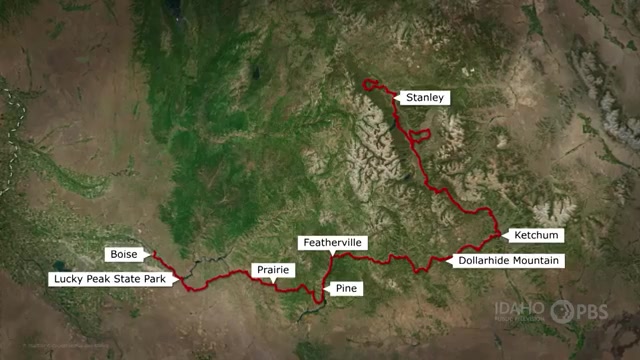 Stanley
Ketchum
Featherville
Boise
Dollarhide Mountain
Prairie
Lucky Peak State Park
Pine
IDAHO PBS